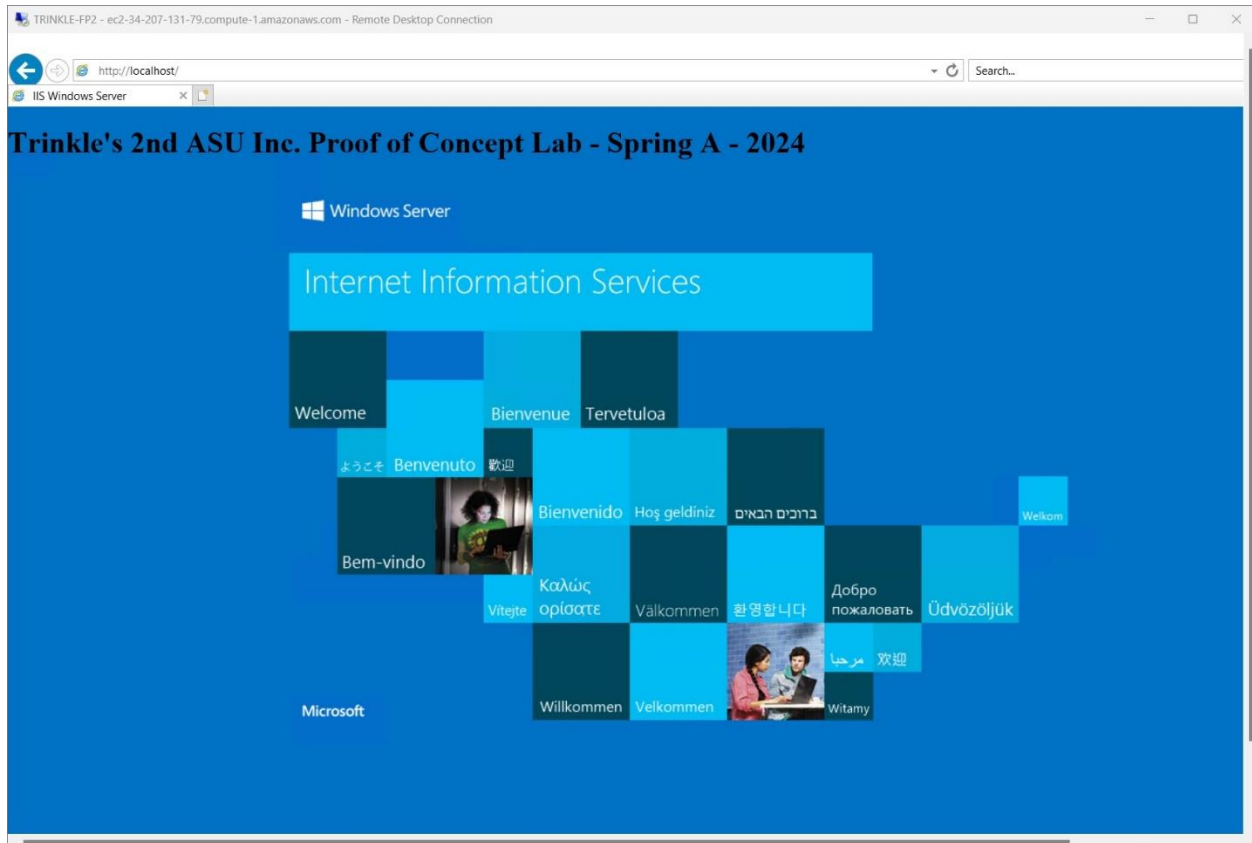 TRINKLE-FP2 - ec2-34-207-131-79.compute-1.amazonaws.com - Remote Desktop Connection
http://localhost/
Search...
IIS Windows Server
Trinkle's 2nd ASU Inc. Proof of Concept Lab - Spring A - 2024
Windows Server
Internet Information Services
Welcome
Bienvenue
Tervetuloa
ようこそ
Benvenuto
歡迎
Bienvenido
Hoş geldiniz
ברוכים הבאים
Welkom
Bem-vindo
Vítejte
Καλώς
ορίσατε
Välkommen
환영합니다
Добро
пожаловать
Üdvözöljük
مرحبا
欢迎
Willkommen
Velkommen
Witamy
Microsoft